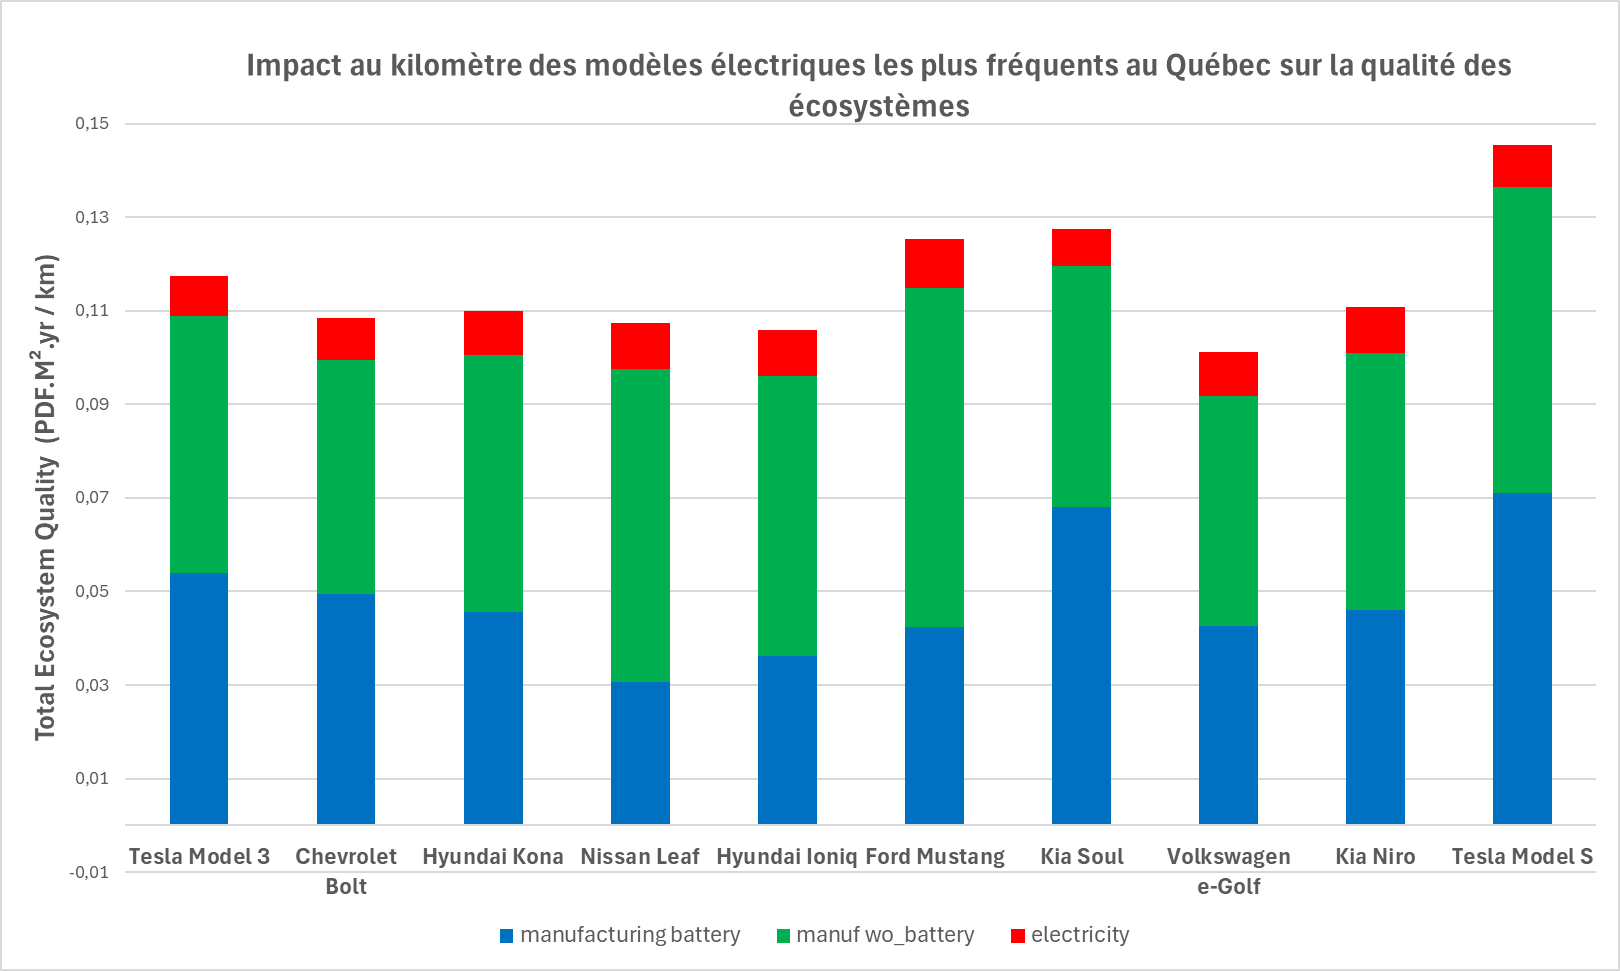 Impact au kilomètre des modèles électriques les plus fréquents au Québec sur la qualité des
écosystèmes
Total Ecosystem Quality (PDF.M².yr / km)
0,15
0,13
0,11
0,09
0,07
0,05
0,03
0,01
-0,01
Tesla Model 3
Chevrolet
Bolt
Hyundai Kona
Nissan Leaf
Hyundai Ioniq
Ford Mustang
Kia Soul
Volkswagen
e-Golf
Kia Niro
Tesla Model S
manufacturing battery
manuf wo_battery
electricity